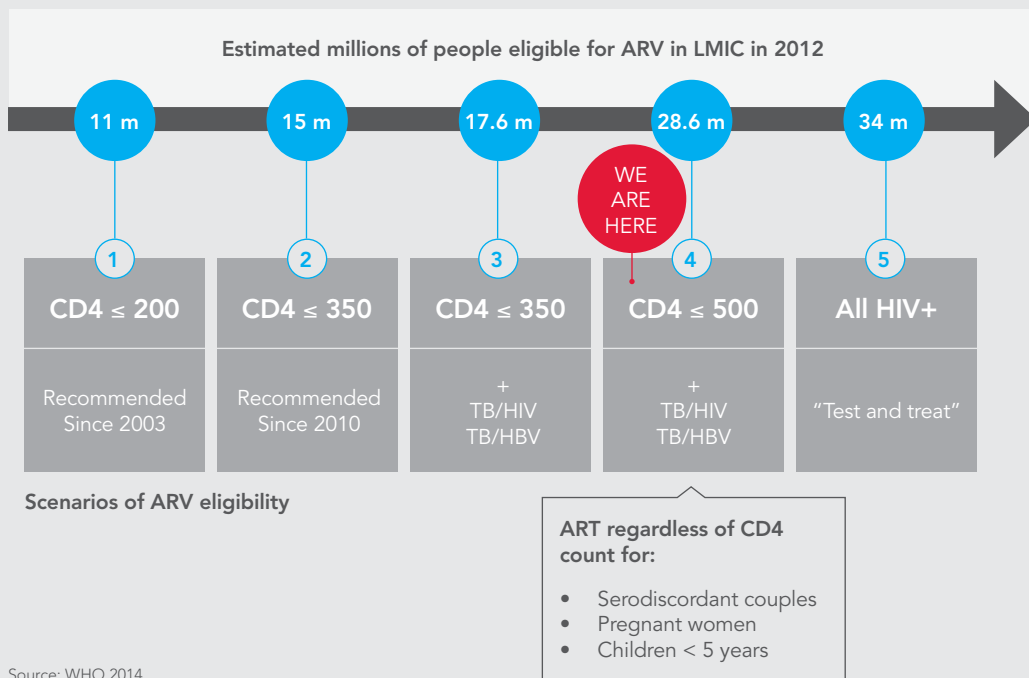 Estimated millions of people eligible for ARV in LMIC in 2012
11 m
15 m
17.6 m
28.6 m
34 m
WE
ARE
HERE
1
2
3
4
5
CD4 ≤ 200
CD4 ≤ 350
CD4 ≤ 350
CD4 ≤ 500
All HIV+
Recommended
Since 2003
Recommended
Since 2010
+
TB/HIV
TB/HBV
+
TB/HIV
TB/HBV
“Test and treat”
Scenarios of ARV eligibility
ART regardless of CD4
count for:
• Serodiscordant couples
• Pregnant women
• Children < 5 years
Source: WHO 2014